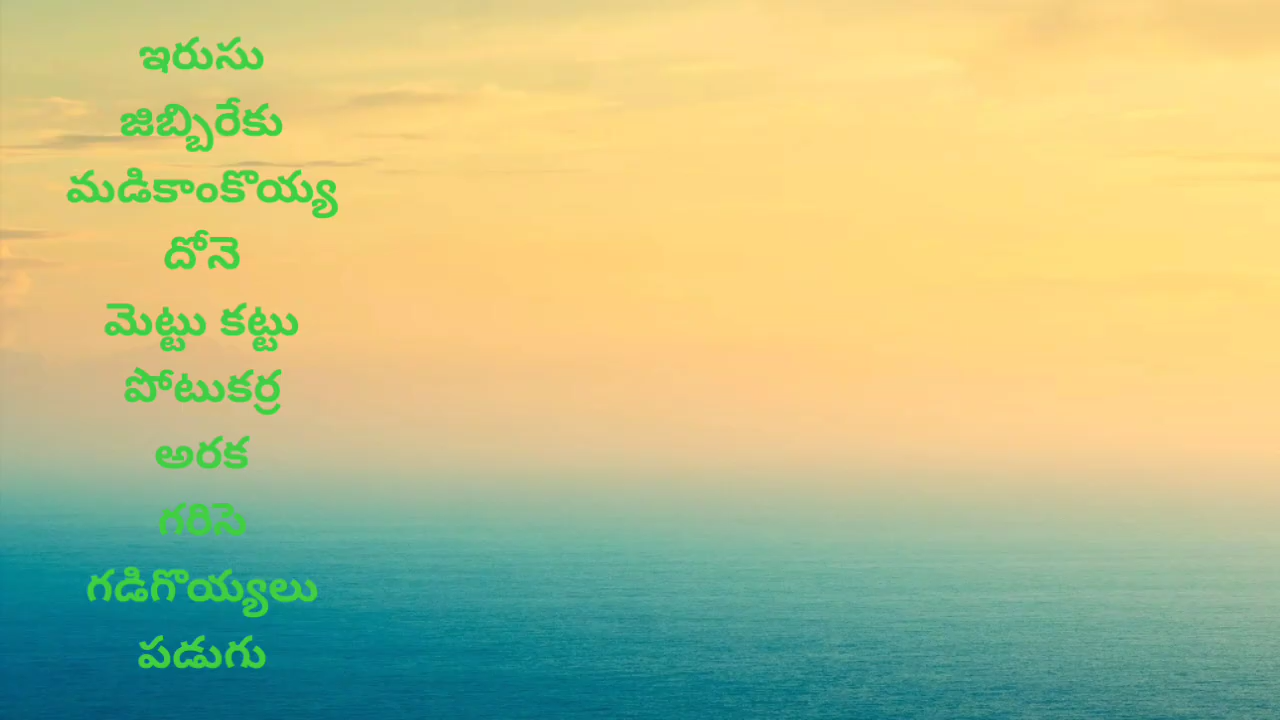 ఇరుసు
జిబ్బిరేకు
మడికాంకొయ్య
దోనె
మెట్టు కట్టు
పోటుకర్ర
అరక
గరిసె
గడిగొయ్యలు
పడుగు